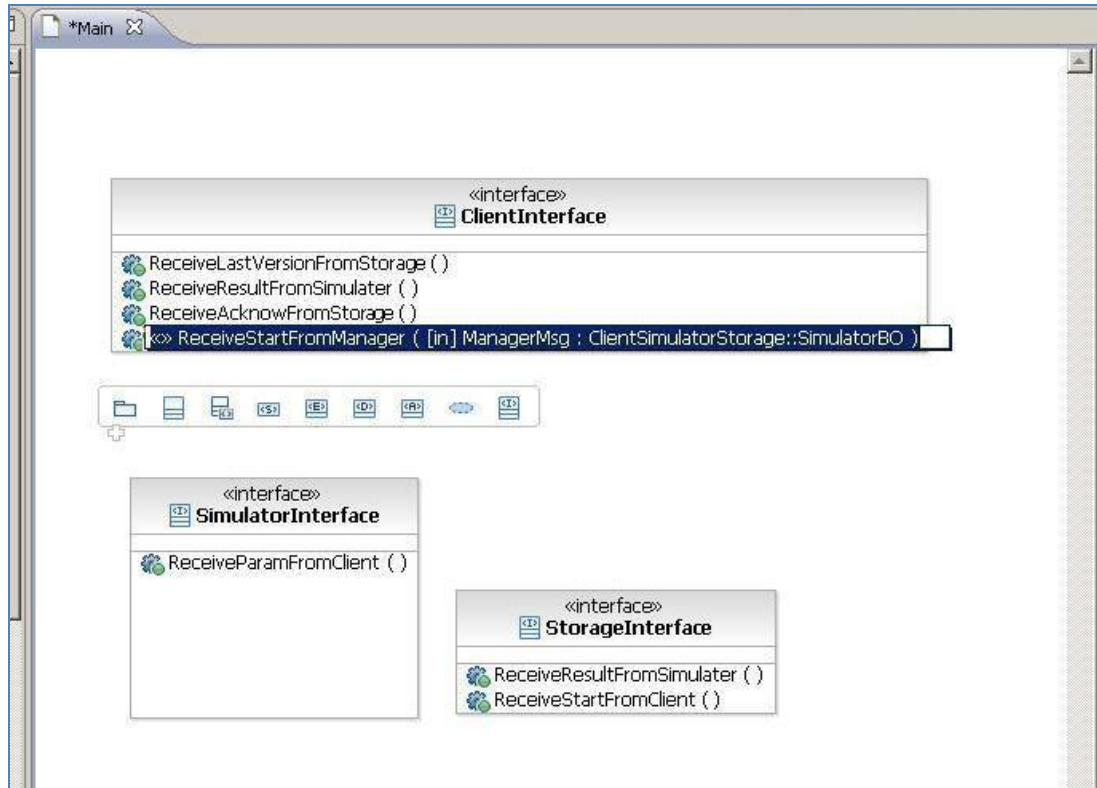 *Main
«interface»
ClientInterface
ReceiveLastVersionFromStorage ( )
ReceiveResultFromSimulater ( )
ReceiveAcknowFromStorage ( )
«» ReceiveStartFromManager ( [in] ManagerMsg : ClientSimulatorStorage::SimulatorBO )
«interface»
SimulatorInterface
ReceiveParamFromClient ( )
«interface»
StorageInterface
ReceiveResultFromSimulater ( )
ReceiveStartFromClient ( )